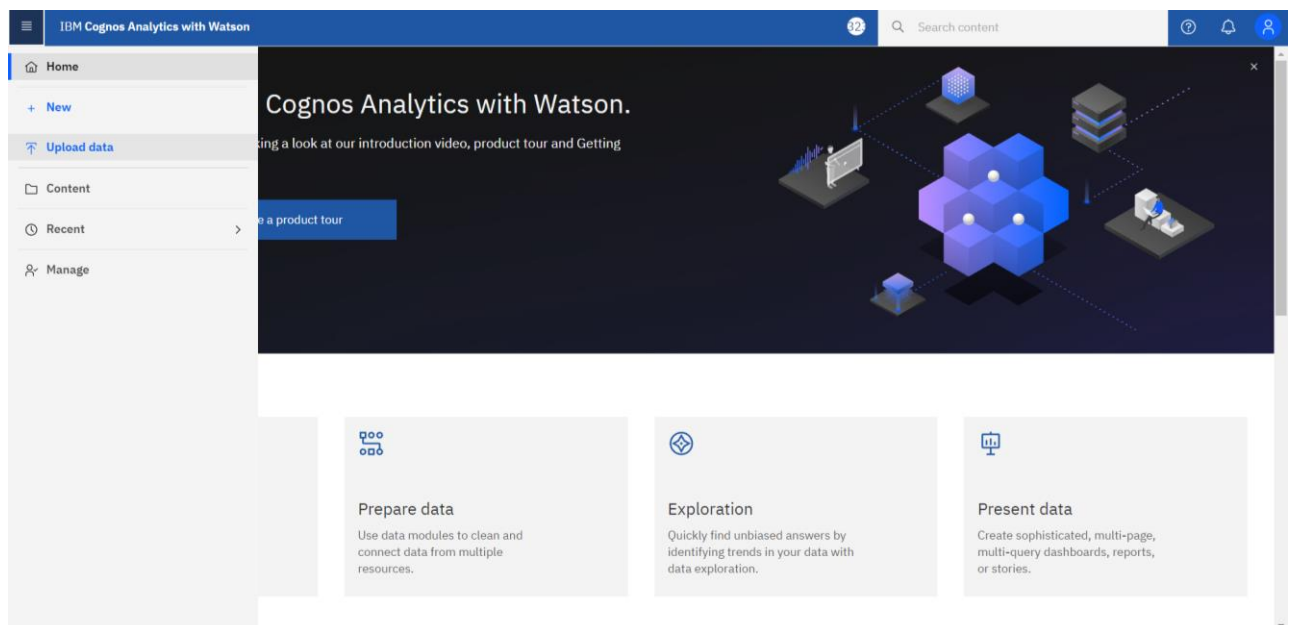 IBM Cognos Analytics with Watson
Search content
Home
New
Upload data
Content
Recent
Manage
Cognos Analytics with Watson.
king a look at our introduction video, product tour and Getting
e a product tour
Prepare data
Use data modules to clean and
connect data from multiple
resources.
Exploration
Quickly find unbiased answers by
identifying trends in your data with
data exploration.
Present data
Create sophisticated, multi-page,
multi-query dashboards, reports,
or stories.